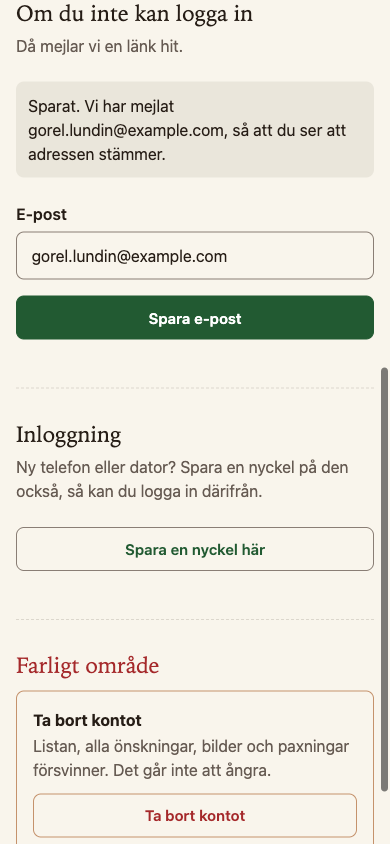 Om du inte kan logga in
Då mejlar vi en länk hit.
Sparat. Vi har mejlat
gorel.lundin@example.com, så att du ser att
adressen stämmer.
E-post
gorel.lundin@example.com
Spara e-post
Inloggning
Ny telefon eller dator? Spara en nyckel på den
också, så kan du logga in därifrån.
Spara en nyckel här
Farligt område
Ta bort kontot
Listan, alla önskningar, bilder och paxningar
försvinner. Det går inte att ångra.
Ta bort kontot